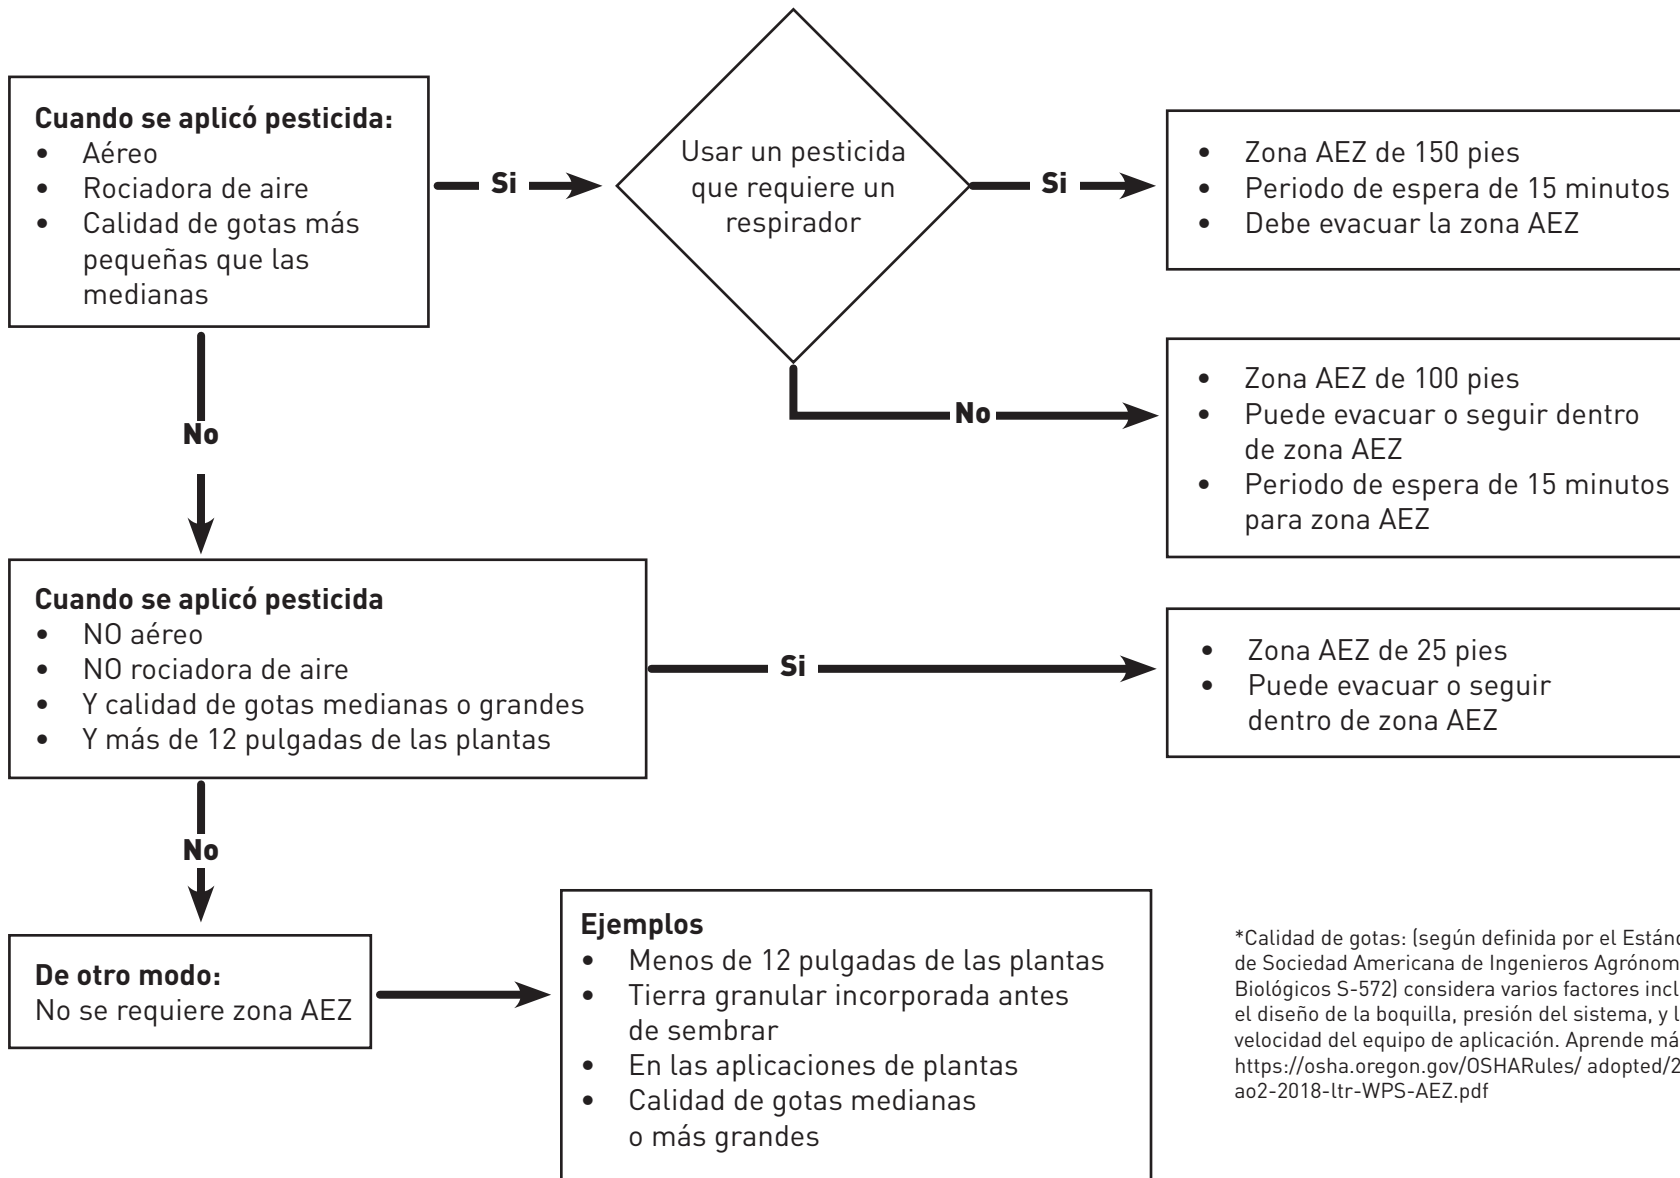 Cuando se aplicó pesticida:
• Aéreo
• Rociadora de aire
• Calidad de gotas más
pequeñas que las
medianas
Si
Usar un pesticida
que requiere un
respirador
Si
• Zona AEZ de 150 pies
• Periodo de espera de 15 minutos
• Debe evacuar la zona AEZ
No
• Zona AEZ de 100 pies
• Puede evacuar o seguir dentro
de zona AEZ
• Periodo de espera de 15 minutos
para zona AEZ
No
Cuando se aplicó pesticida
• NO aéreo
• NO rociadora de aire
• Y calidad de gotas medianas o grandes
• Y más de 12 pulgadas de las plantas
Si
• Zona AEZ de 25 pies
• Puede evacuar o seguir
dentro de zona AEZ
No
De otro modo:
No se requiere zona AEZ
Ejemplos
• Menos de 12 pulgadas de las plantas
• Tierra granular incorporada antes
de sembrar
• En las aplicaciones de plantas
• Calidad de gotas medianas
o más grandes
*Calidad de gotas: (según definida por el
de Sociedad Americana de Ingenieros
Biológicos S-572) considera varios factores
el diseño de la boquilla, presión del sistema, y
velocidad del equipo de aplicación. Aprende
https://osha.oregon.gov/OSHARules/ adopted/2
ao2-2018-ltr-WPS-AEZ.pdf